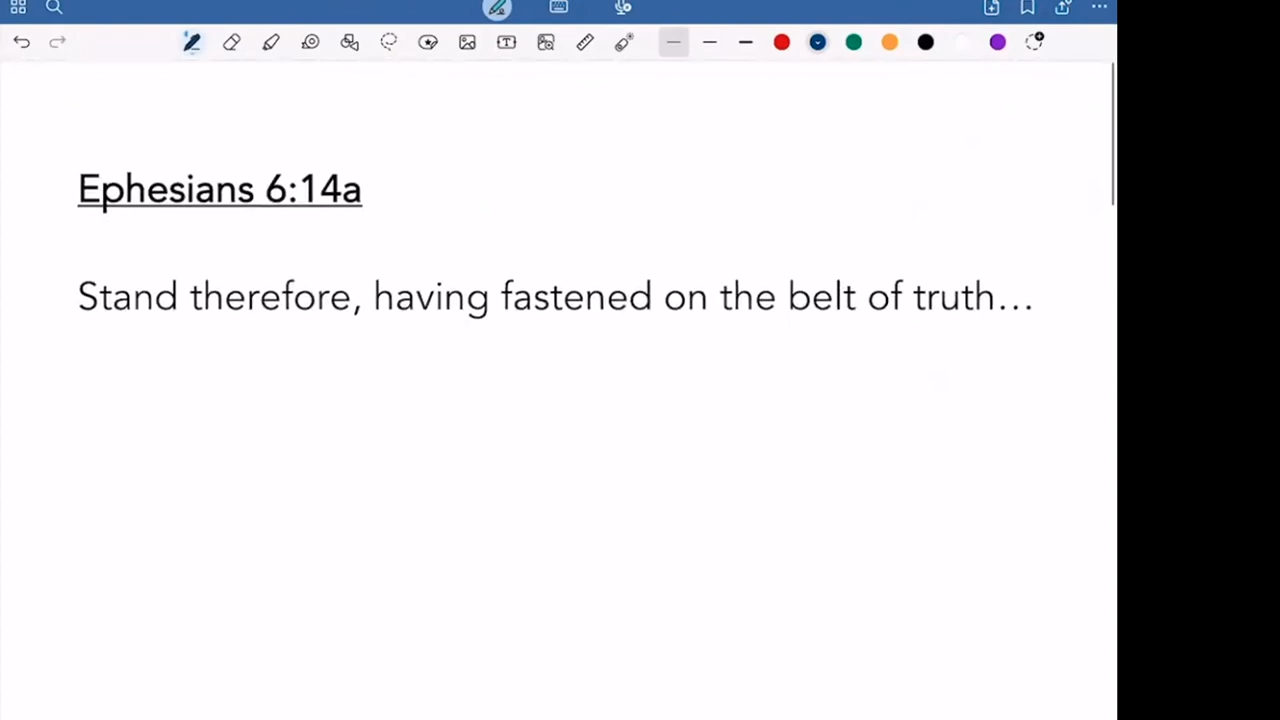 Ephesians 6:14a
Stand therefore, having fastened on the belt of truth…